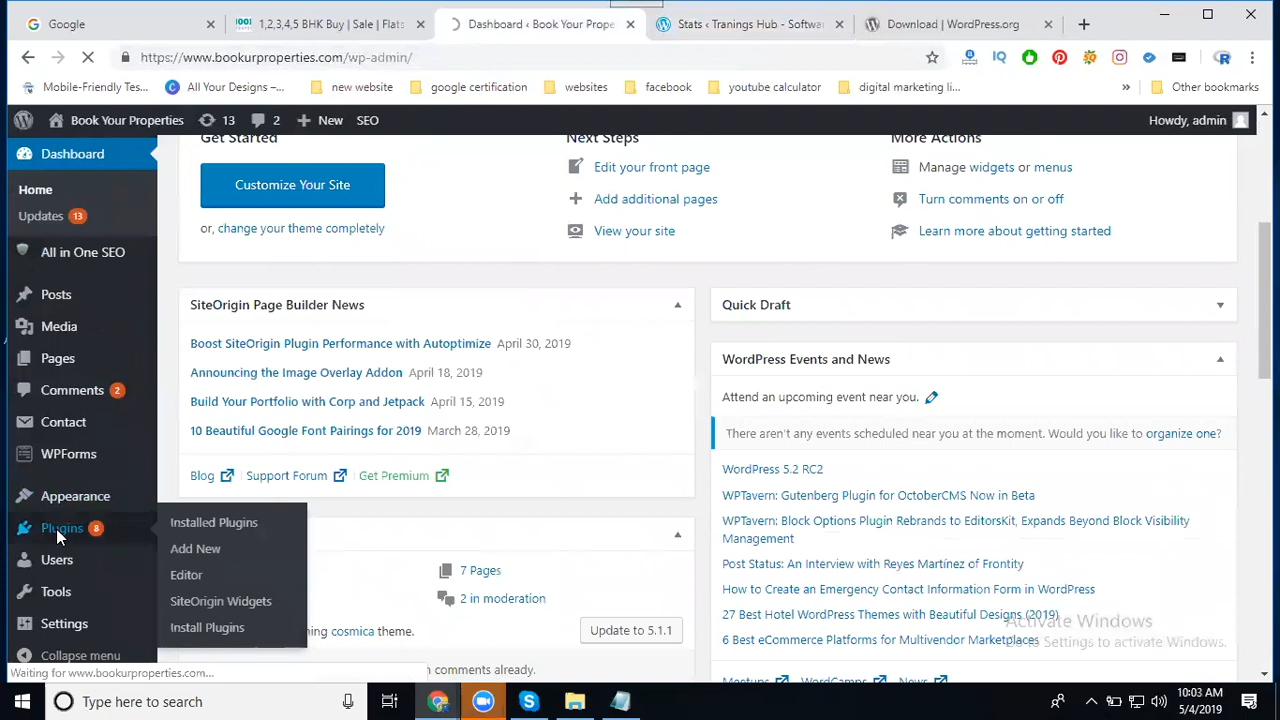 Google
1,2,3,4,5 BHK Buy | Sale | Flats
Dashboard ‹ Book Your Prope
Stats ‹ Tranings Hub - Softwa
Download | WordPress.org
https://www.bookurproperties.com/wp-admin/
Mobile-Friendly Tes...
All Your Designs –...
new website
google certification
websites
facebook
youtube calculator
digital marketing li...
Other bookmarks
Book Your Properties
13
2
New
SEO
Howdy, admin
Dashboard
Home
Updates 13
All in One SEO
Posts
Media
Pages
Comments 2
Contact
WPForms
Appearance
Plugins 8
Users
Tools
Settings
Collapse menu
Installed Plugins
Add New
Editor
SiteOrigin Widgets
Install Plugins
Get Started
Customize Your Site
or, change your theme completely
Next Steps
Edit your front page
Add additional pages
View your site
More Actions
Manage widgets or menus
Turn comments on or off
Learn more about getting started
SiteOrigin Page Builder News
Boost SiteOrigin Plugin Performance with Autoptimize April 30, 2019
Announcing the Image Overlay Addon April 18, 2019
Build Your Portfolio with Corp and Jetpack April 15, 2019
10 Beautiful Google Font Pairings for 2019 March 28, 2019
Blog
Support Forum
Get Premium
7 Pages
2 in moderation
cosmica theme.
Update to 5.1.1
comments already.
Quick Draft
WordPress Events and News
Attend an upcoming event near you.
There aren't any events scheduled near you at the moment. Would you like to organize one?
WordPress 5.2 RC2
WPTavern: Gutenberg Plugin for OctoberCMS Now in Beta
WPTavern: Block Options Plugin Rebrands to EditorsKit, Expands Beyond Block Visibility
Management
Post Status: An Interview with Reyes Martínez of Frontity
How to Create an Emergency Contact Information Form in WordPress
27 Best Hotel WordPress Themes with Beautiful Designs (2019)
6 Best eCommerce Platforms for Multivendor Marketplaces
Meetups
WordCamps
News
Activate Windows
Go to Settings to activate Windows.
Waiting for www.bookurproperties.com...
Type here to search
10:03 AM
5/4/2019